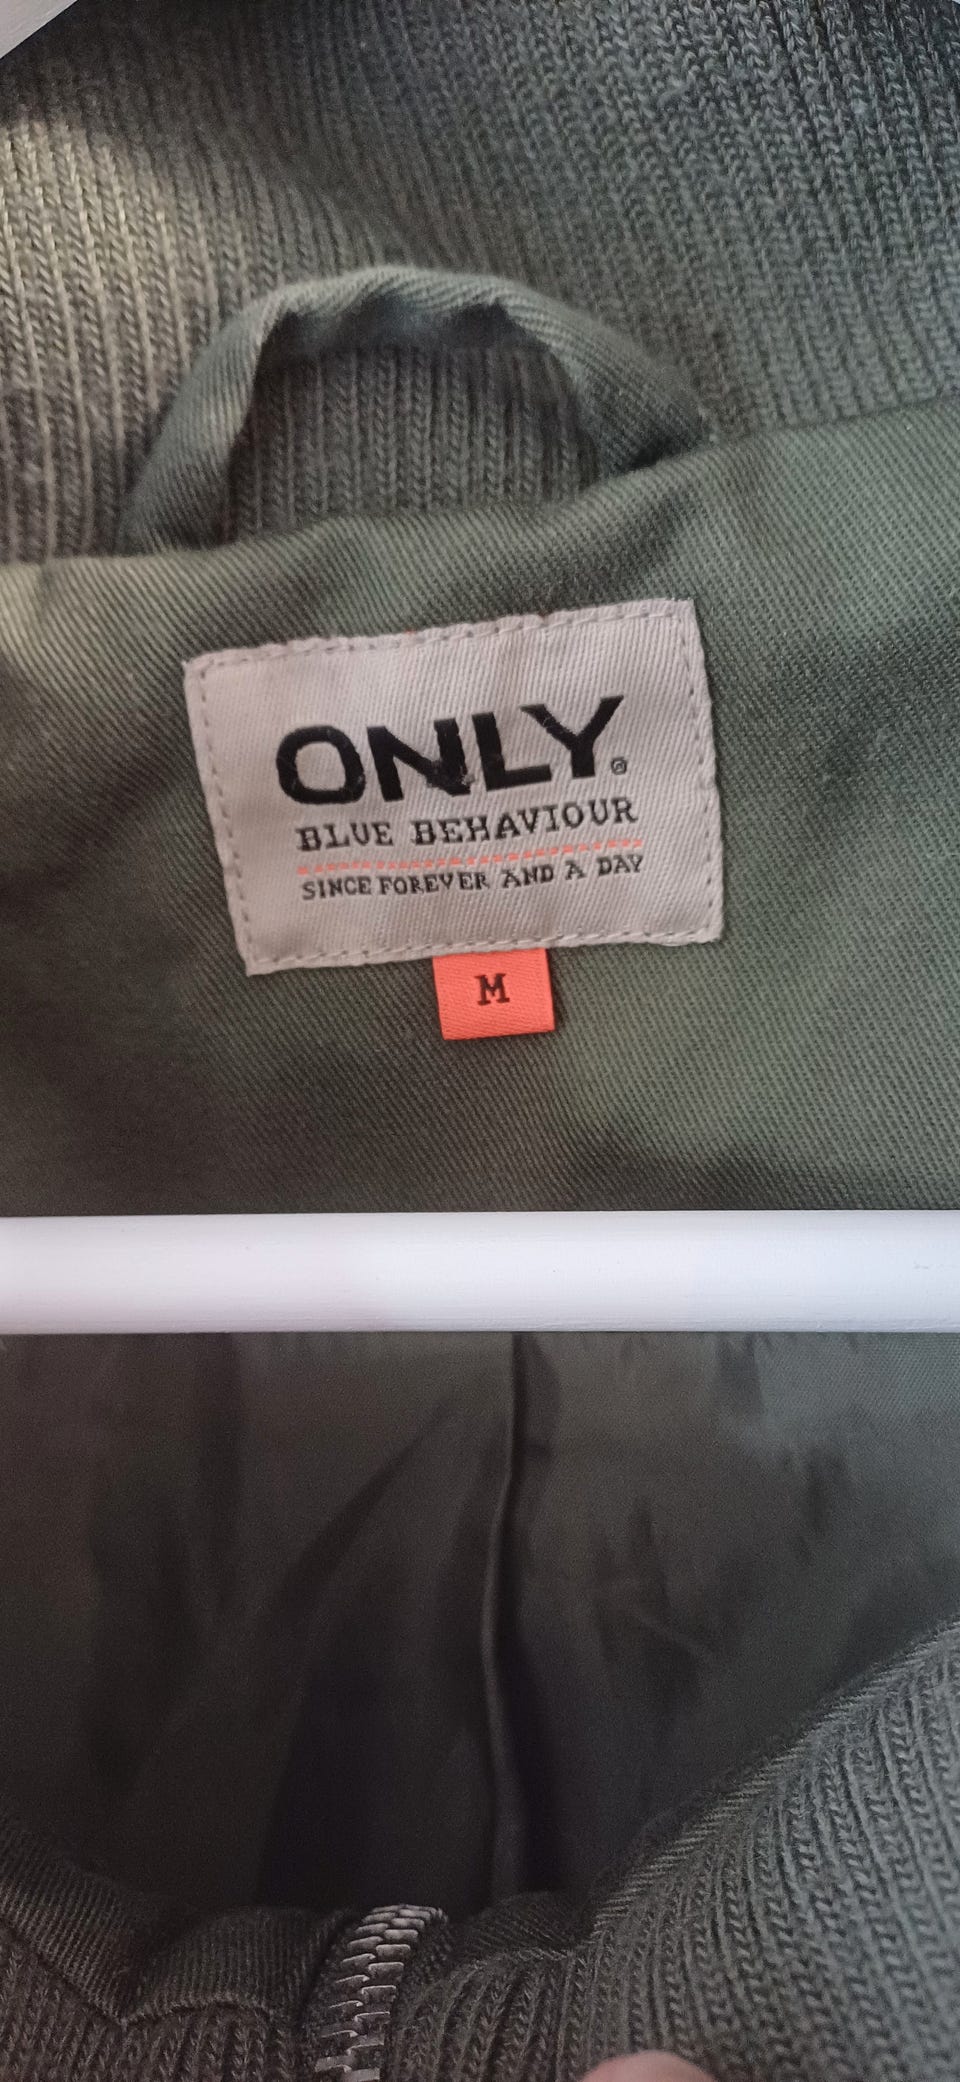 ONLY®
BLUE BEHAVIOUR
SINCE FOREVER AND A DAY
M